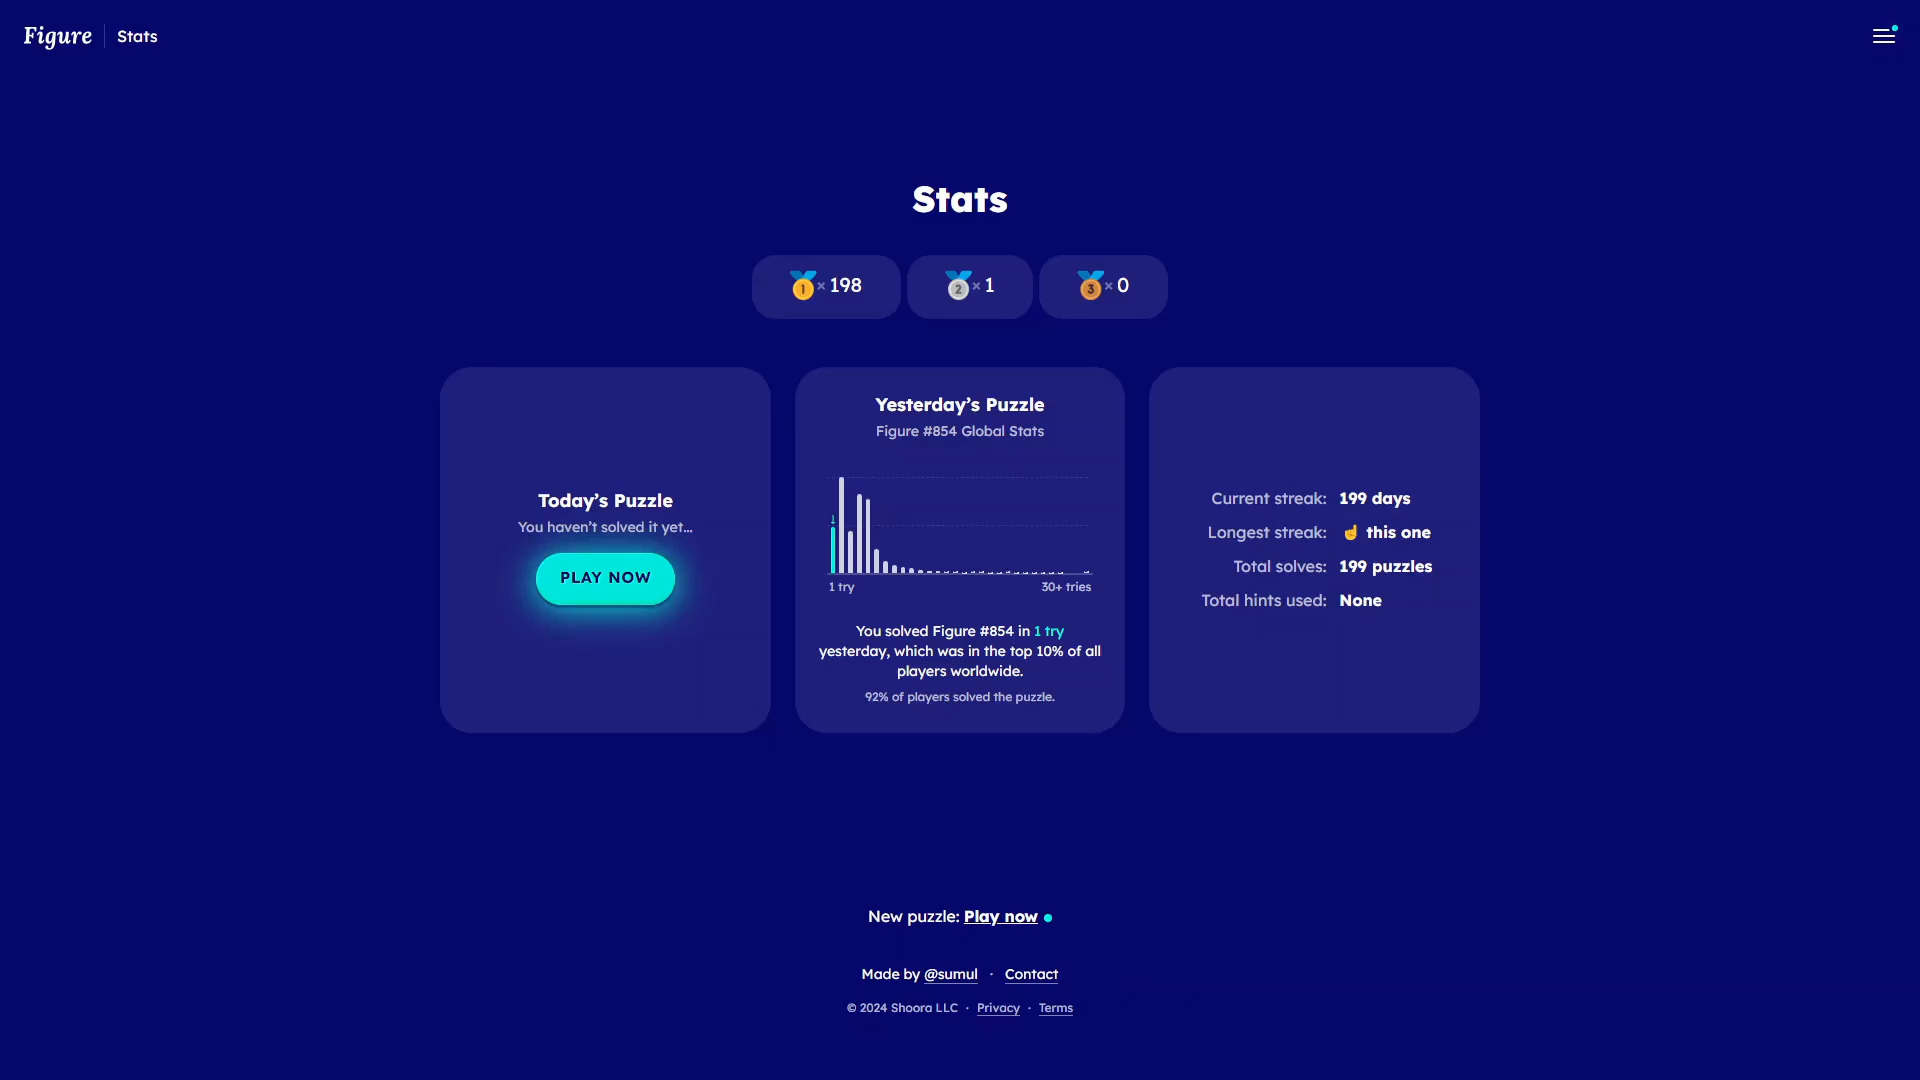 Figure
Stats
Stats
1 × 198
2 × 1
3 × 0
Today’s Puzzle
You haven’t solved it yet...
PLAY NOW
Yesterday’s Puzzle
Figure #854 Global Stats
↓
1 try
30+ tries
You solved Figure #854 in 1 try
yesterday, which was in the top 10% of all
players worldwide.
92% of players solved the puzzle.
Current streak: 199 days
Longest streak: ☝️ this one
Total solves: 199 puzzles
Total hints used: None
New puzzle: Play now
Made by @sumul · Contact
© 2024 Shoora LLC · Privacy · Terms